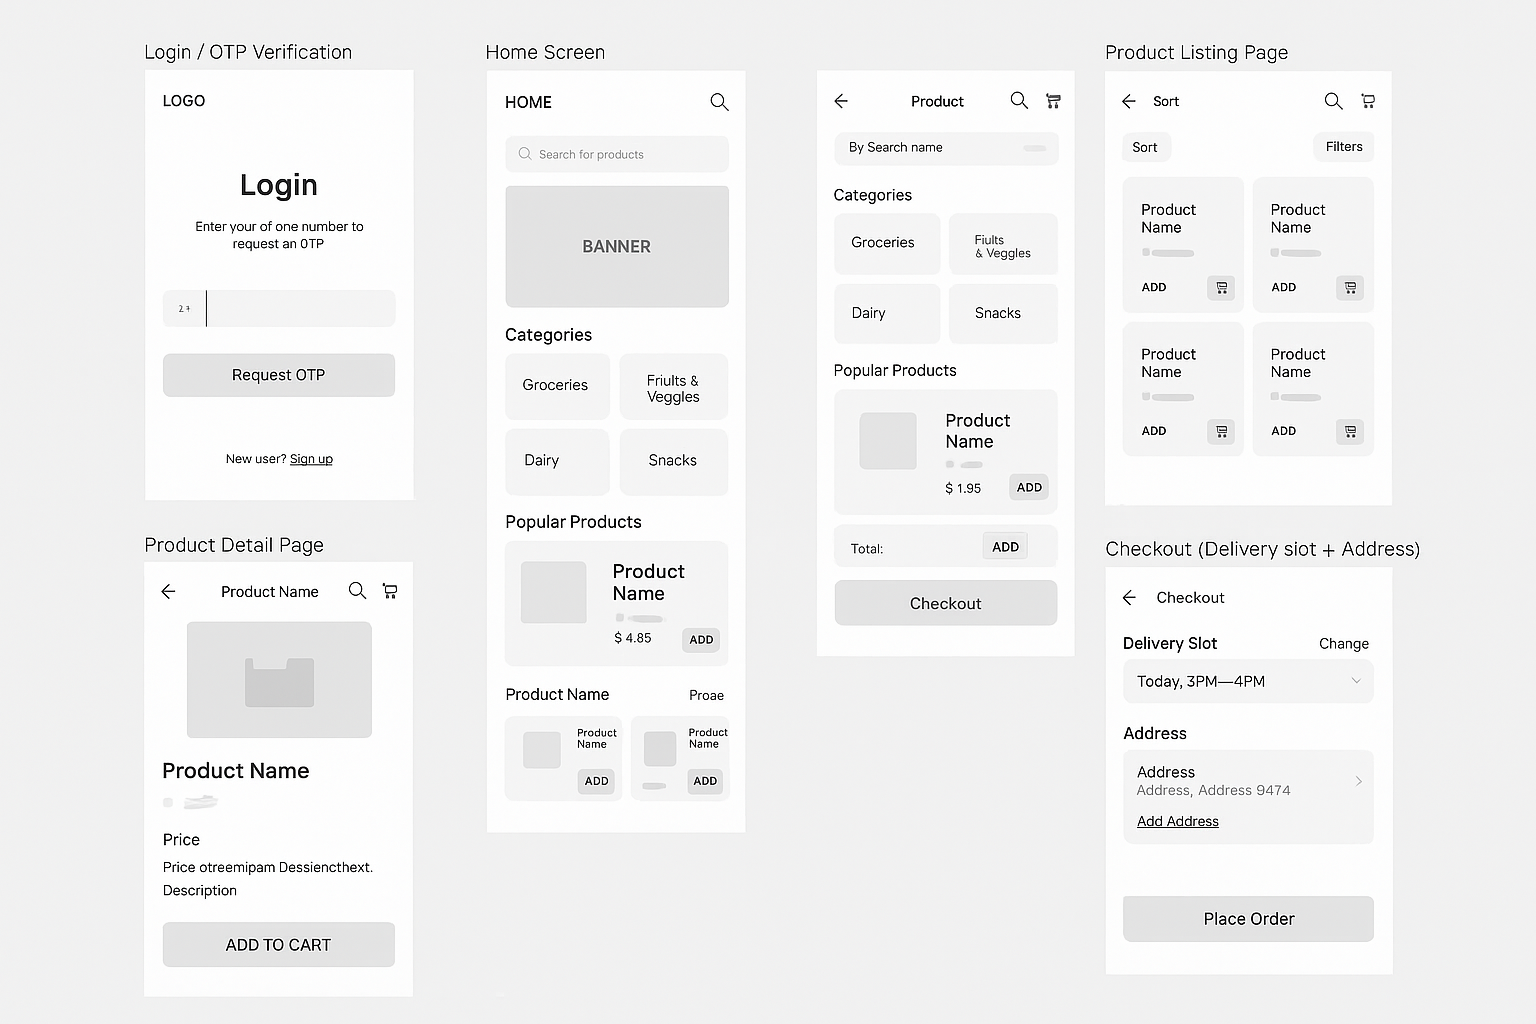 Login / OTP Verification
LOGO
Login
Enter your of one number to
request an 0TP
Request OTP
New user? Sign up
Product Detail Page
Product Name
Product Name
Price
Price otreemipam Dessiencthext.
Description
ADD TO CART
Home Screen
HOME
Search for products
BANNER
Categories
Groceries
Friults &
Veggles
Dairy
Snacks
Popular Products
Product
Name
$ 4.85
ADD
Product Name
Proae
Product
Name
ADD
Product
Name
ADD
Product
By Search name
Categories
Groceries
Fiults
& Veggles
Dairy
Snacks
Popular Products
Product
Name
$ 1.95
ADD
Total:
ADD
Checkout
Product Listing Page
Sort
Sort
Filters
Product
Name
ADD
Product
Name
ADD
Product
Name
ADD
Product
Name
ADD
Checkout (Delivery siot + Address)
Checkout
Delivery Slot
Change
Today, 3PM—4PM
Address
Address
Address, Address 9474
Add Address
Place Order